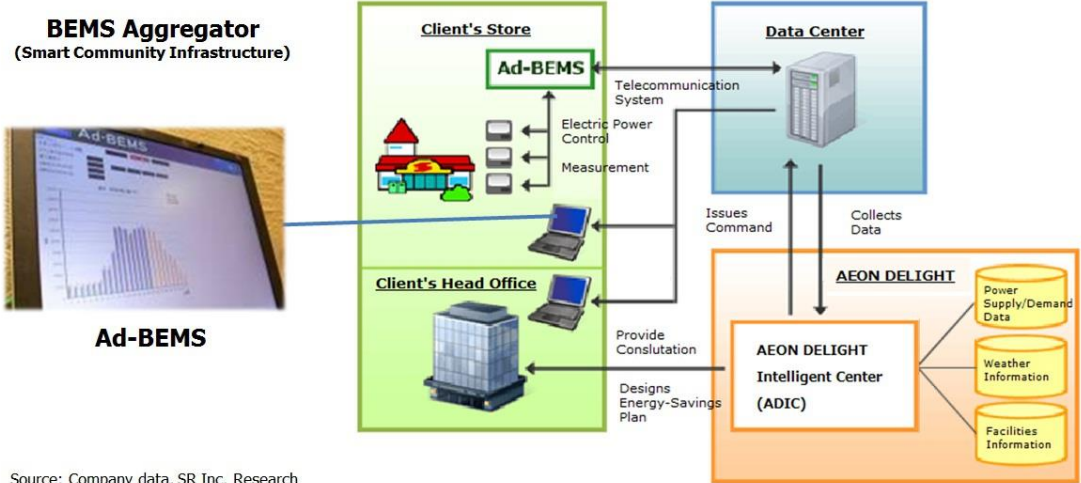 BEMS Aggregator
(Smart Community Infrastructure)
Ad-BEMS
Ad-BEMS
Client's Store
Ad-BEMS
Telecommunication
System
Electric Power
Control
Measurement
Data Center
Issues
Command
Collects
Data
Client's Head Office
Provide
Conslutation
Designs
Energy-Savings
Plan
AEON DELIGHT
AEON DELIGHT
Intelligent Center
(ADIC)
Power
Supply/Demand
Data
Weather
Information
Facilities
Information
Source: Company data, SR Inc. Research